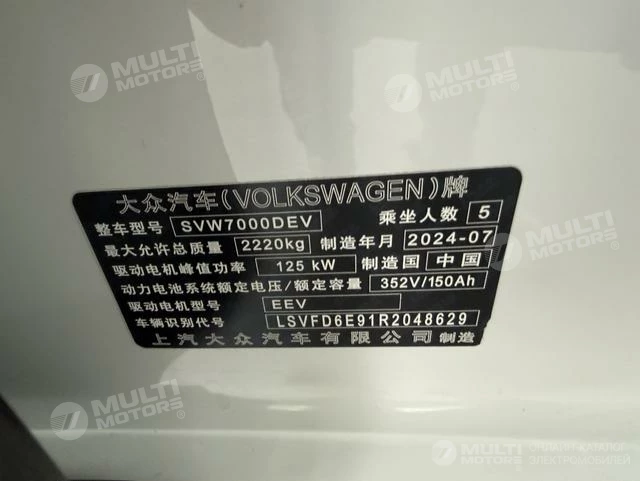 MULTI MOTORS
MULTI MOTORS
大众汽车(VOLKSWAGEN)牌
整车型号 SVW7000DEV 乘坐人数 5
最大允许总质量 2220kg 制造年月 2024-07
驱动电机峰值功率 125 kW 制造国 中国
动力电池系统额定电压/额定容量 352V/150Ah
驱动电机型号 EEV
车辆识别代号 LSVFD6E91R2048629
上汽大众汽车有限公司 制造
MULTI MOTORS
MULTI MOTORS
ОНЛАЙН-КАТАЛОГ
ЭЛЕКТРОМОБИЛЕЙ